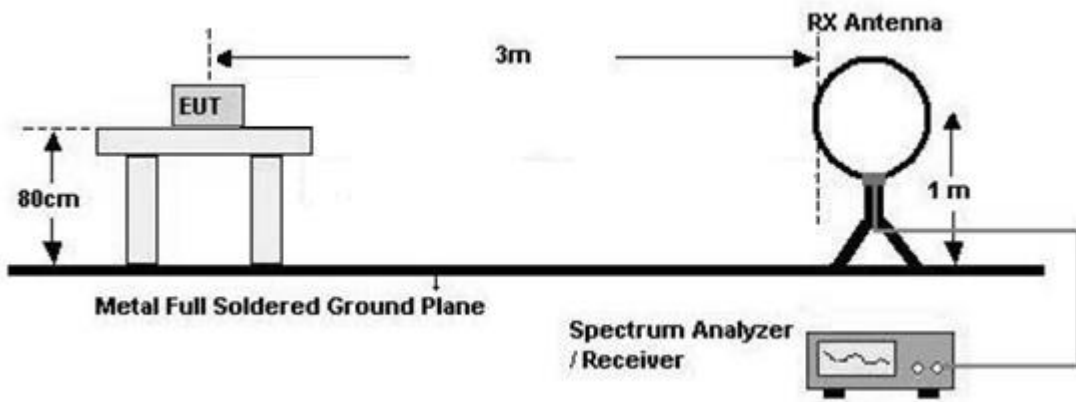 RX Antenna
3m
EUT
80cm
1 m
Metal Full Soldered Ground Plane
Spectrum Analyzer
/ Receiver